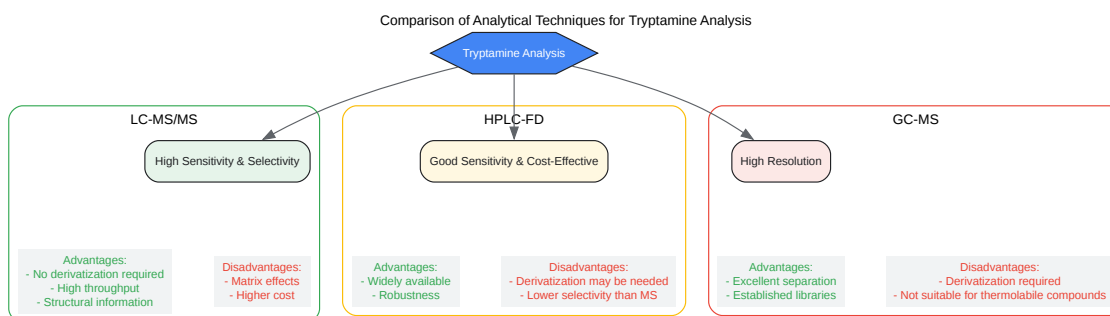 Comparison of Analytical Techniques for Tryptamine Analysis
Tryptamine Analysis
LC-MS/MS
High Sensitivity & Selectivity
Advantages:
- No derivatization required
- High throughput
- Structural information
Disadvantages:
- Matrix effects
- Higher cost
HPLC-FD
Good Sensitivity & Cost-Effective
Advantages:
- Widely available
- Robustness
Disadvantages:
- Derivatization may be needed
- Lower selectivity than MS
GC-MS
High Resolution
Advantages:
- Excellent separation
- Established libraries
Disadvantages:
- Derivatization required
- Not suitable for thermolabile compounds